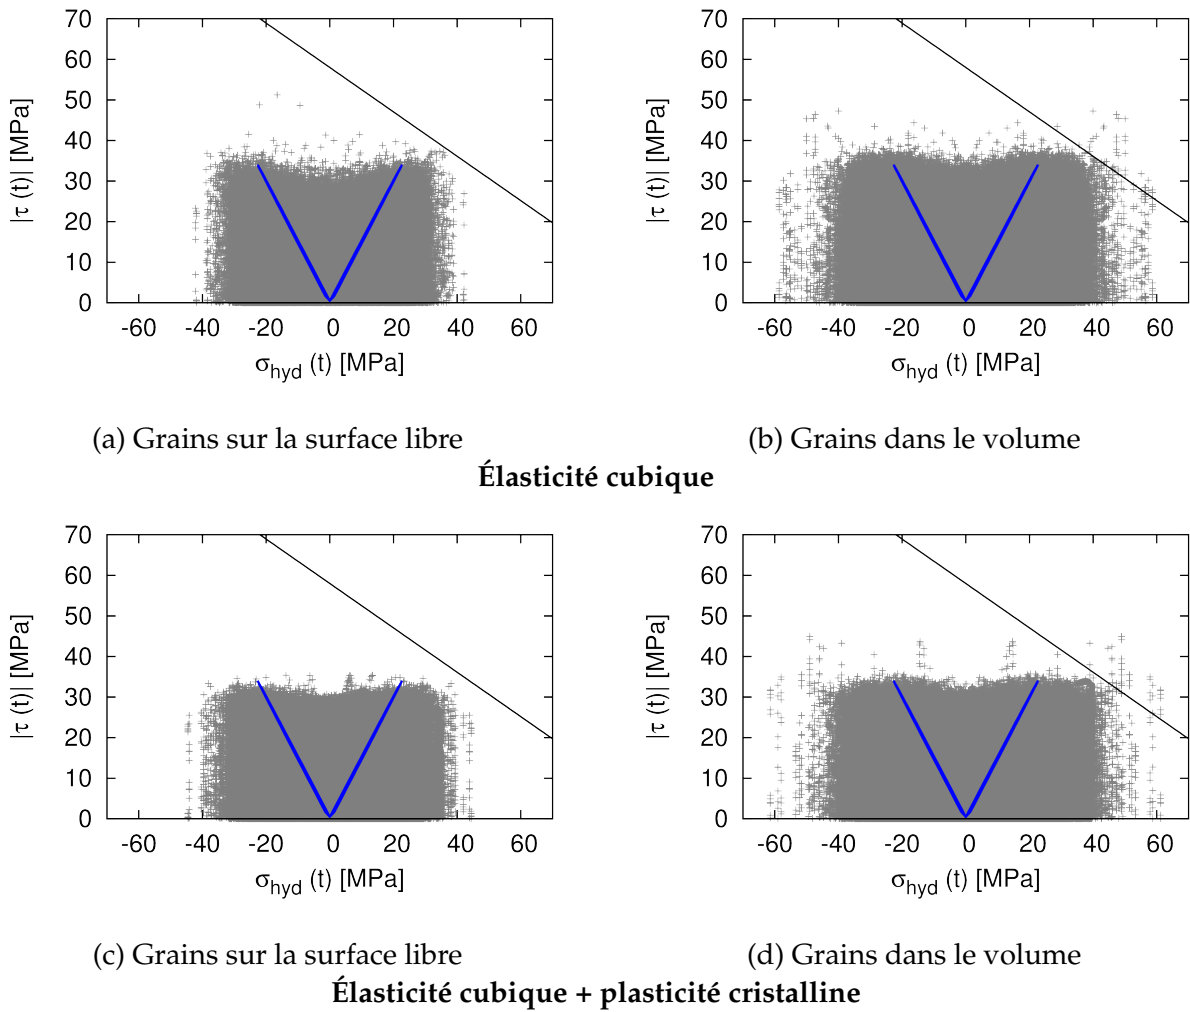 70
60
50
40
30
20
10
0
|τ (t)| [MPa]
-60 -40 -20 0 20 40 60
σhyd (t) [MPa]
70
60
50
40
30
20
10
0
|τ (t)| [MPa]
-60 -40 -20 0 20 40 60
σhyd (t) [MPa]
(a) Grains sur la surface libre
(b) Grains dans le volume
Élasticité cubique
70
60
50
40
30
20
10
0
|τ (t)| [MPa]
-60 -40 -20 0 20 40 60
σhyd (t) [MPa]
70
60
50
40
30
20
10
0
|τ (t)| [MPa]
-60 -40 -20 0 20 40 60
σhyd (t) [MPa]
(c) Grains sur la surface libre
(d) Grains dans le volume
Élasticité cubique + plasticité cristalline